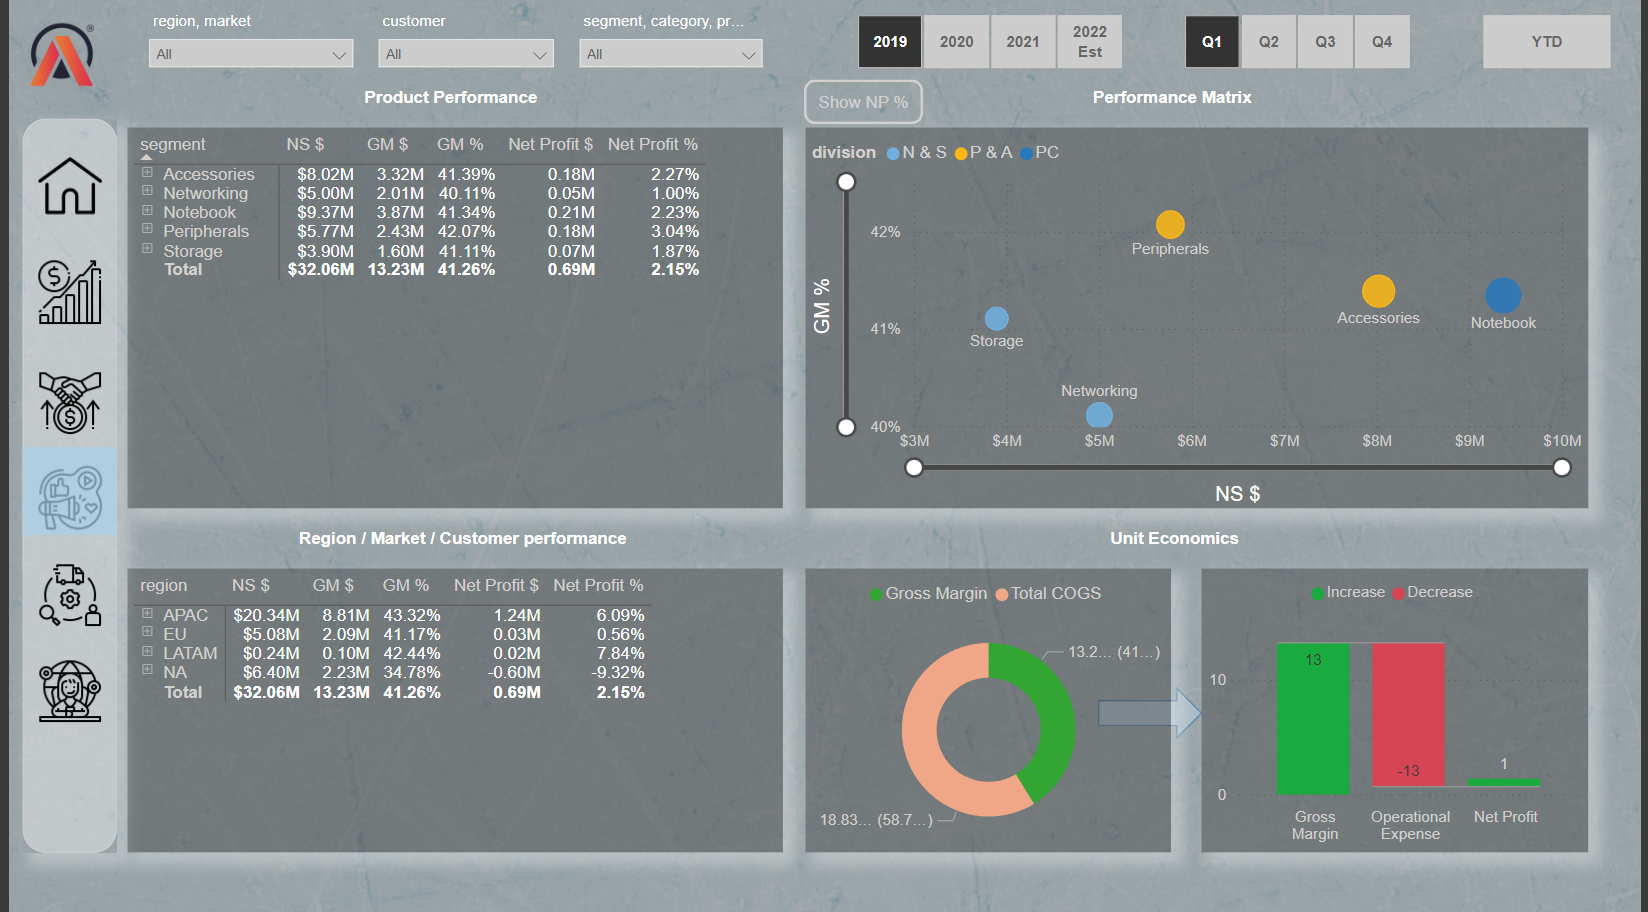 region, market
customer
segment, category, pr...
All
All
All
2019
2020
2021
2022
Est
Q1
Q2
Q3
Q4
YTD
®
Product Performance
Show NP %
Performance Matrix
segment NS $ GM $ GM % Net Profit $ Net Profit %
Accessories $8.02M 3.32M 41.39% 0.18M 2.27%
Networking $5.00M 2.01M 40.11% 0.05M 1.00%
Notebook $9.37M 3.87M 41.34% 0.21M 2.23%
Peripherals $5.77M 2.43M 42.07% 0.18M 3.04%
Storage $3.90M 1.60M 41.11% 0.07M 1.87%
Total $32.06M 13.23M 41.26% 0.69M 2.15%
division N & S P & A PC
42%
Peripherals
GM %
Accessories
Notebook
41%
Storage
Networking
40%
$3M $4M $5M $6M $7M $8M $9M $10M
NS $
Region / Market / Customer performance
Unit Economics
region NS $ GM $ GM % Net Profit $ Net Profit %
APAC $20.34M 8.81M 43.32% 1.24M 6.09%
EU $5.08M 2.09M 41.17% 0.03M 0.56%
LATAM $0.24M 0.10M 42.44% 0.02M 7.84%
NA $6.40M 2.23M 34.78% -0.60M -9.32%
Total $32.06M 13.23M 41.26% 0.69M 2.15%
Gross Margin Total COGS
13.2... (41...)
18.83... (58.7...)
Increase Decrease
13
10
-13
1
0
Gross
Margin
Operational
Expense
Net Profit